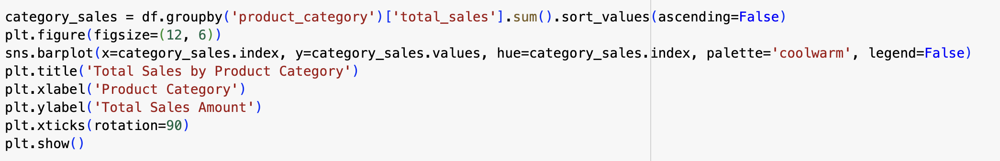 category_sales = df.groupby('product_category')['total_sales'].sum().sort_values(ascending=False)
plt.figure(figsize=(12, 6))
sns.barplot(x=category_sales.index, y=category_sales.values, hue=category_sales.index, palette='coolwarm', legend=False)
plt.title('Total Sales by Product Category')
plt.xlabel('Product Category')
plt.ylabel('Total Sales Amount')
plt.xticks(rotation=90)
plt.show()